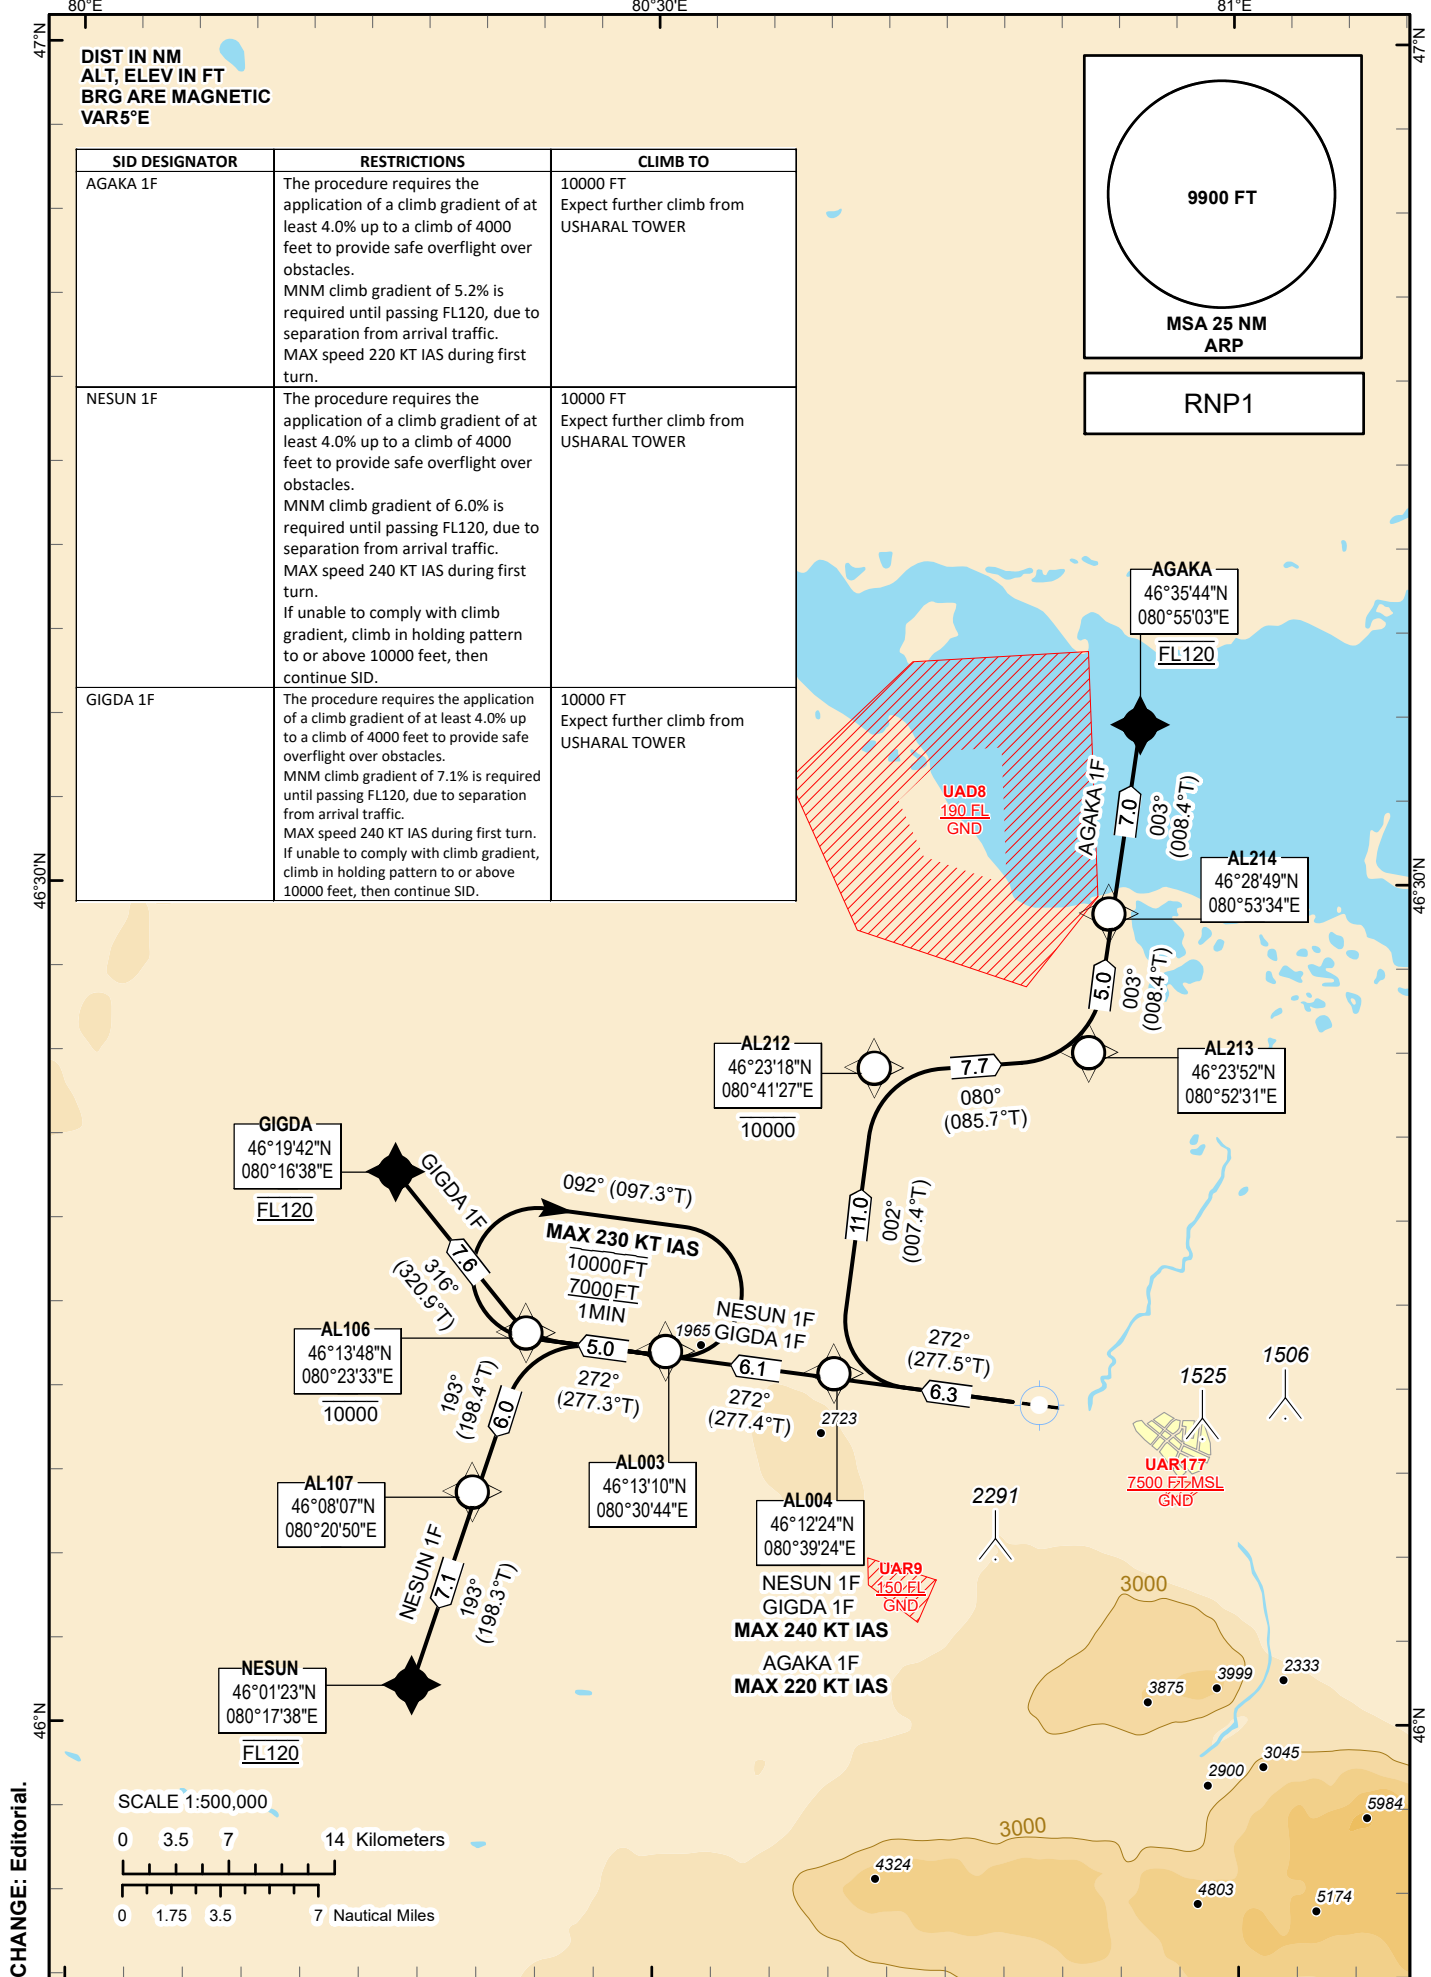 80°E
80°30'E
81°E
47°N
47°N
DIST IN NM
ALT, ELEV IN FT
BRG ARE MAGNETIC
VAR5°E
SID DESIGNATOR
RESTRICTIONS
CLIMB TO
AGAKA 1F
The procedure requires the
application of a climb gradient of at
least 4.0% up to a climb of 4000
feet to provide safe overflight over
obstacles.
MNM climb gradient of 5.2% is
required until passing FL120, due to
separation from arrival traffic.
MAX speed 220 KT IAS during first
turn.
10000 FT
Expect further climb from
USHARAL TOWER
NESUN 1F
The procedure requires the
application of a climb gradient of at
least 4.0% up to a climb of 4000
feet to provide safe overflight over
obstacles.
MNM climb gradient of 6.0% is
required until passing FL120, due to
separation from arrival traffic.
MAX speed 240 KT IAS during first
turn.
If unable to comply with climb
gradient, climb in holding pattern
to or above 10000 feet, then
continue SID.
10000 FT
Expect further climb from
USHARAL TOWER
GIGDA 1F
The procedure requires the application
of a climb gradient of at least 4.0% up
to a climb of 4000 feet to provide safe
overflight over obstacles.
MNM climb gradient of 7.1% is required
until passing FL120, due to separation
from arrival traffic.
MAX speed 240 KT IAS during first turn.
If unable to comply with climb gradient,
climb in holding pattern to or above
10000 feet, then continue SID.
10000 FT
Expect further climb from
USHARAL TOWER
9900 FT
MSA 25 NM
ARP
RNP1
AGAKA
46°35'44"N
080°55'03"E
FL120
UAD8
190 FL
GND
AGAKA 1F
7.0
003°
(008.4°T)
AL214
46°28'49"N
080°53'34"E
46°30'N
46°30'N
5.0
003°
(008.4°T)
AL212
46°23'18"N
080°41'27"E
10000
7.7
080°
(085.7°T)
AL213
46°23'52"N
080°52'31"E
GIGDA
46°19'42"N
080°16'38"E
FL120
GIGDA 1F
7.6
316°
(320.9°T)
092° (097.3°T)
MAX 230 KT IAS
10000FT
7000FT
1MIN
11.0
002°
(007.4°T)
AL106
46°13'48"N
080°23'33"E
10000
5.0
272°
(277.3°T)
1965
NESUN 1F
GIGDA 1F
6.1
272°
(277.4°T)
272°
(277.5°T)
6.3
2723
1525
1506
193°
(198.4°T)
6.0
AL003
46°13'10"N
080°30'44"E
UAR177
7500 FT MSL
GND
AL107
46°08'07"N
080°20'50"E
AL004
46°12'24"N
080°39'24"E
NESUN 1F
GIGDA 1F
MAX 240 KT IAS
AGAKA 1F
MAX 220 KT IAS
2291
UAR9
150 FL
GND
NESUN 1F
7.1
193°
(198.3°T)
3000
NESUN
46°01'23"N
080°17'38"E
FL120
3875
3999
2333
46°N
46°N
3045
2900
5984
3000
4324
4803
5174
SCALE 1:500,000
0 3.5 7 14 Kilometers
0 1.75 3.5 7 Nautical Miles
CHANGE: Editorial.